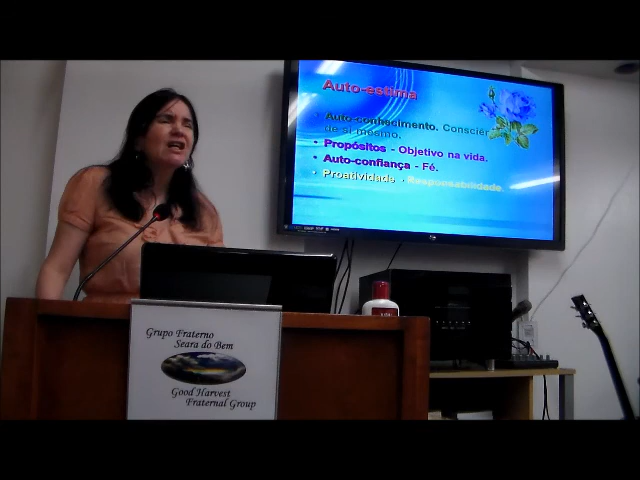 Auto-estima
• Auto-conhecimento. Consciên
de si mesmo.
• Propósitos - Objetivo na vida.
• Auto-confiança - Fé.
• Proatividade - Responsabilidade
Grupo Fraterno
Seara do Bem
Good Harvest
Fraternal Group